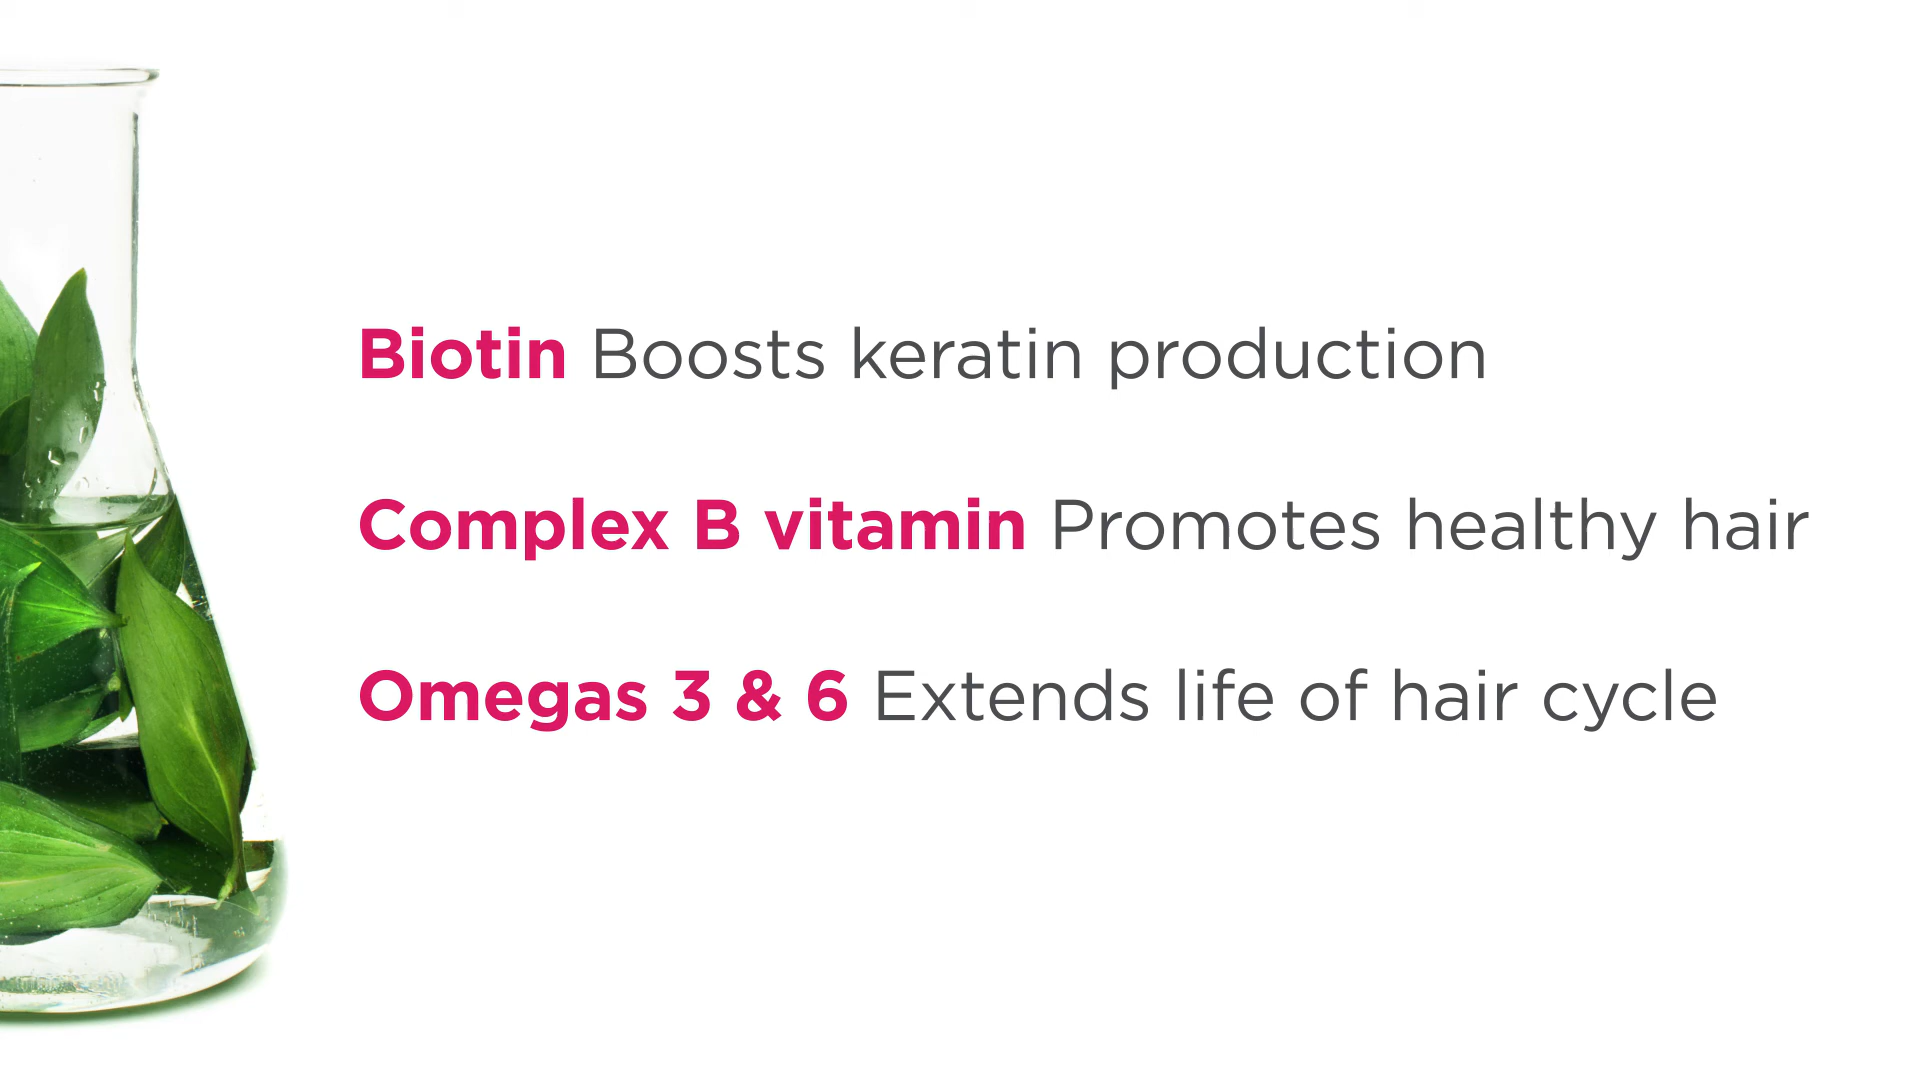 Biotin Boosts keratin production
Complex B vitamin Promotes healthy hair
Omegas 3 & 6 Extends life of hair cycle